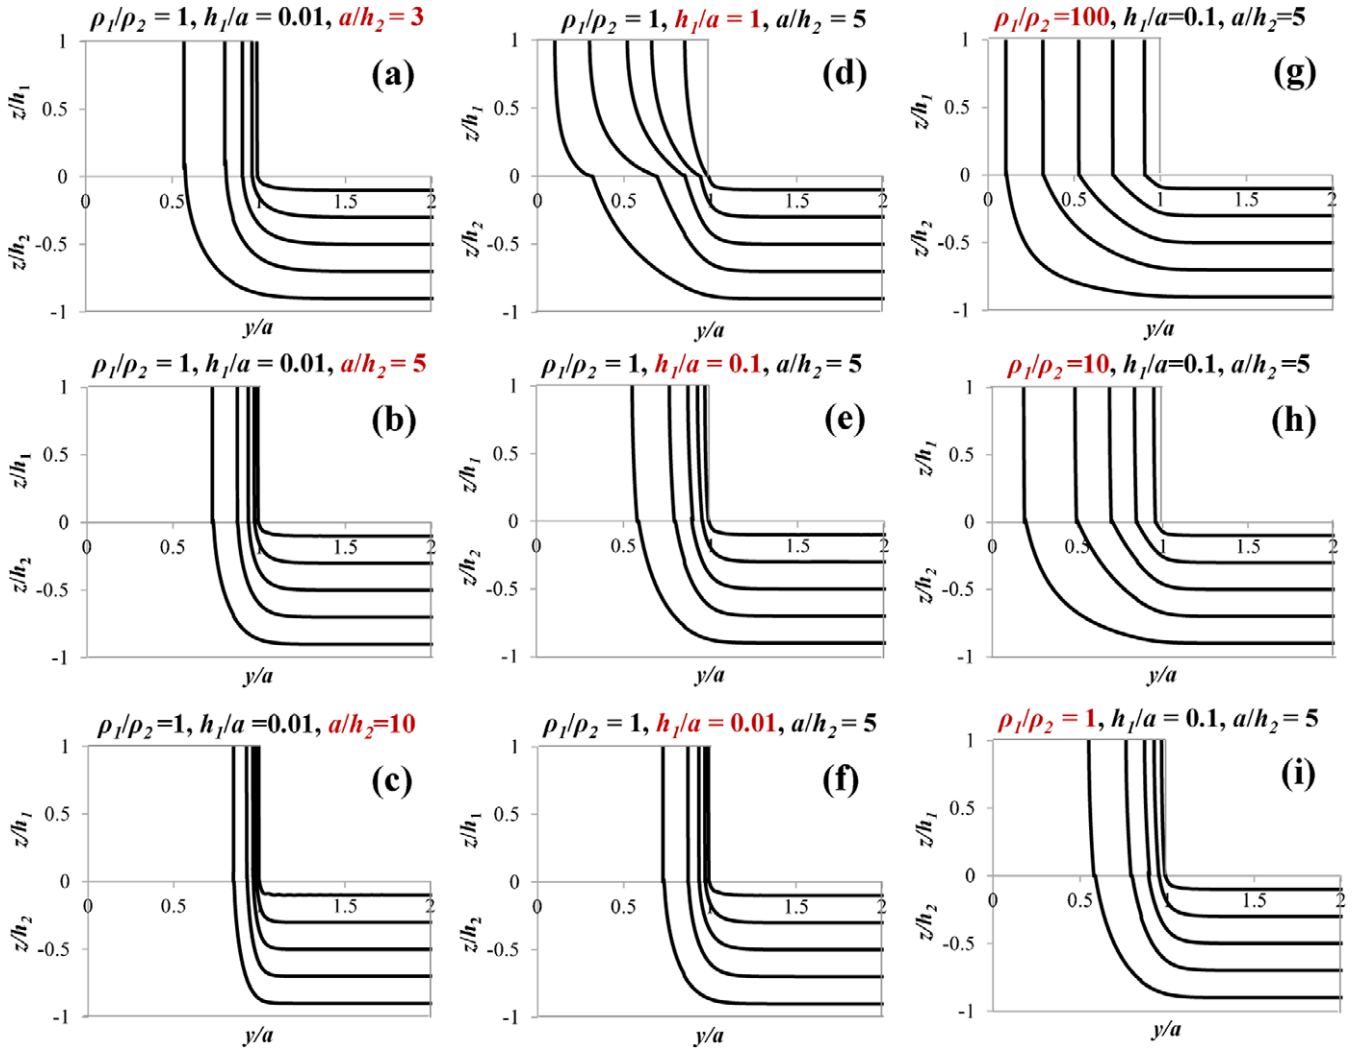 ρ₁/ρ₂ = 1, h₁/a = 0.01, a/h₂ = 3
(a)
1
0.5
0
-0.5
-1
z/h₁
z/h₂
0 0.5 1 1.5 2
y/a
ρ₁/ρ₂ = 1, h₁/a = 1, a/h₂ = 5
(d)
1
0.5
0
-0.5
-1
z/h₁
z/h₂
0 0.5 1 1.5 2
y/a
ρ₁/ρ₂=100, h₁/a=0.1, a/h₂=5
(g)
1
0.5
0
-0.5
-1
z/h₁
z/h₂
0 0.5 1 1.5 2
y/a
ρ₁/ρ₂ = 1, h₁/a = 0.01, a/h₂ = 5
(b)
1
0.5
0
-0.5
-1
z/h₁
z/h₂
0 0.5 1 1.5 2
y/a
ρ₁/ρ₂ = 1, h₁/a = 0.1, a/h₂ = 5
(e)
1
0.5
0
-0.5
-1
z/h₁
z/h₂
0 0.5 1 1.5 2
y/a
ρ₁/ρ₂=10, h₁/a=0.1, a/h₂=5
(h)
1
0.5
0
-0.5
-1
z/h₁
z/h₂
0 0.5 1 1.5 2
y/a
ρ₁/ρ₂=1, h₁/a =0.01, a/h₂=10
(c)
1
0.5
0
-0.5
-1
z/h₁
z/h₂
0 0.5 1 1.5 2
y/a
ρ₁/ρ₂ = 1, h₁/a = 0.01, a/h₂ = 5
(f)
1
0.5
0
-0.5
-1
z/h₁
z/h₂
0 0.5 1 1.5 2
y/a
ρ₁/ρ₂ = 1, h₁/a = 0.1, a/h₂ = 5
(i)
1
0.5
0
-0.5
-1
z/h₁
z/h₂
0 0.5 1 1.5 2
y/a